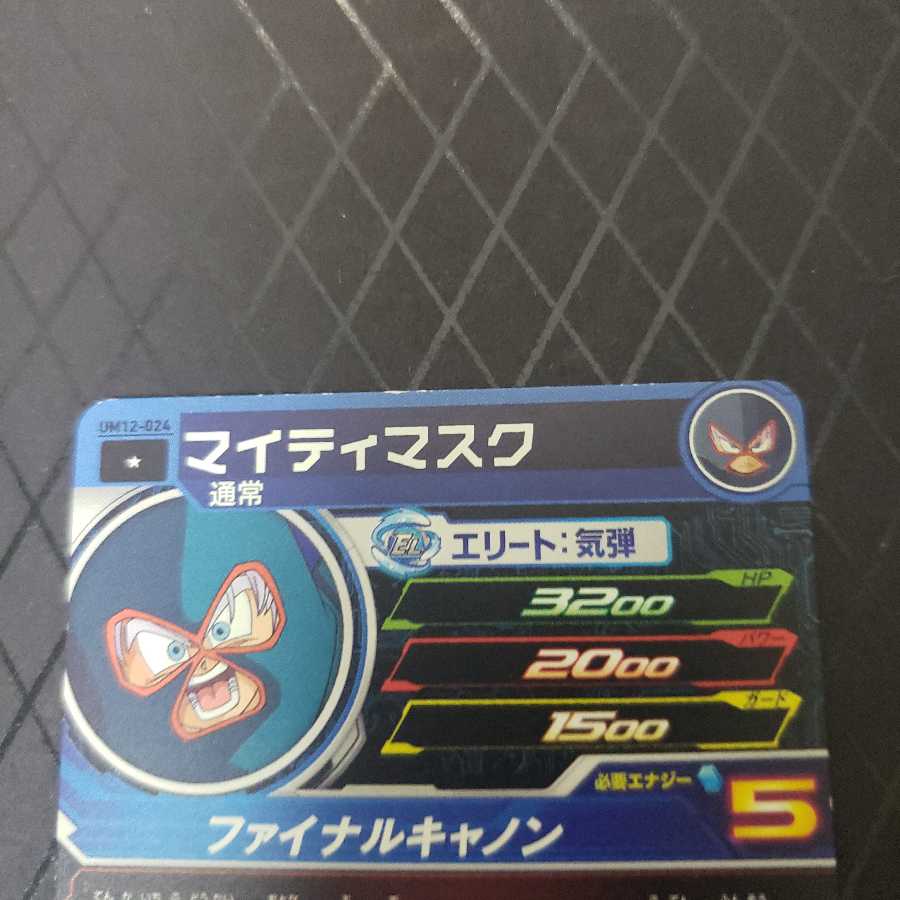 UM12-024
マイティマスク
通常
EL
エリート:気弾
HP
3200
パワー
2000
ガード
1500
必要エナジー
5
ファイナルキャノン